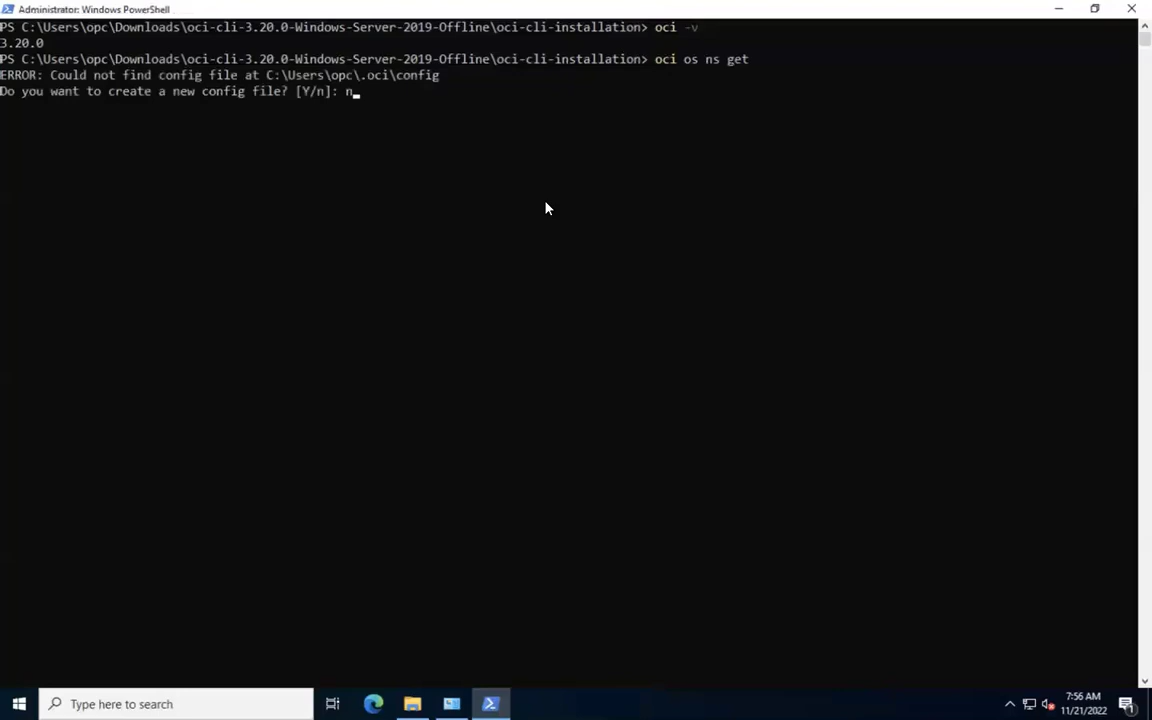 Administrator: Windows PowerShell
PS C:\Users\opc\Downloads\oci-cli-3.20.0-Windows-Server-2019-Offline\oci-cli-installation> oci -v
3.20.0
PS C:\Users\opc\Downloads\oci-cli-3.20.0-Windows-Server-2019-Offline\oci-cli-installation> oci os ns get
ERROR: Could not find config file at C:\Users\opc\.oci\config
Do you want to create a new config file? [Y/n]: n
Type here to search
7:56 AM
11/21/2022
1